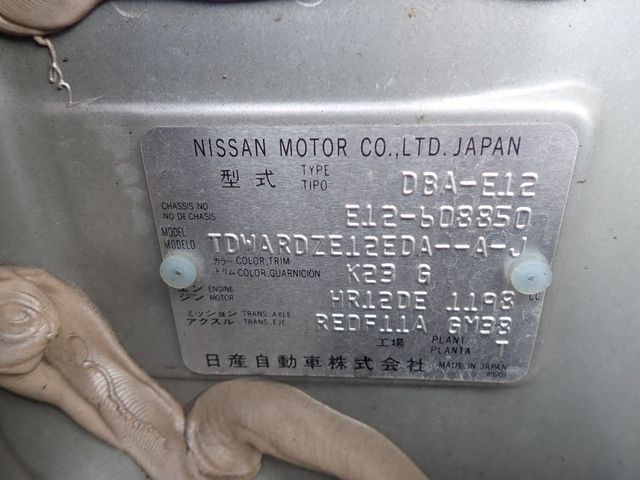 NISSAN MOTOR CO.,LTD. JAPAN
型式 TYPE TIPO DBA-E12
CHASSIS NO NO.DE CHASIS E12-608850
MODEL MODELO TDWARDZE12EDA--A-J
カラー トリム COLOR,TRIM COLOR,GUARNICION K23 G
エンジン ENGINE MOTOR HR12DE 1198 CC
ミッション アクスル TRANS.,AXLE TRANS.,EJE RE0F11A GM38
工場 PLANT PLANTA T
日産自動車株式会社 MADE IN JAPAN